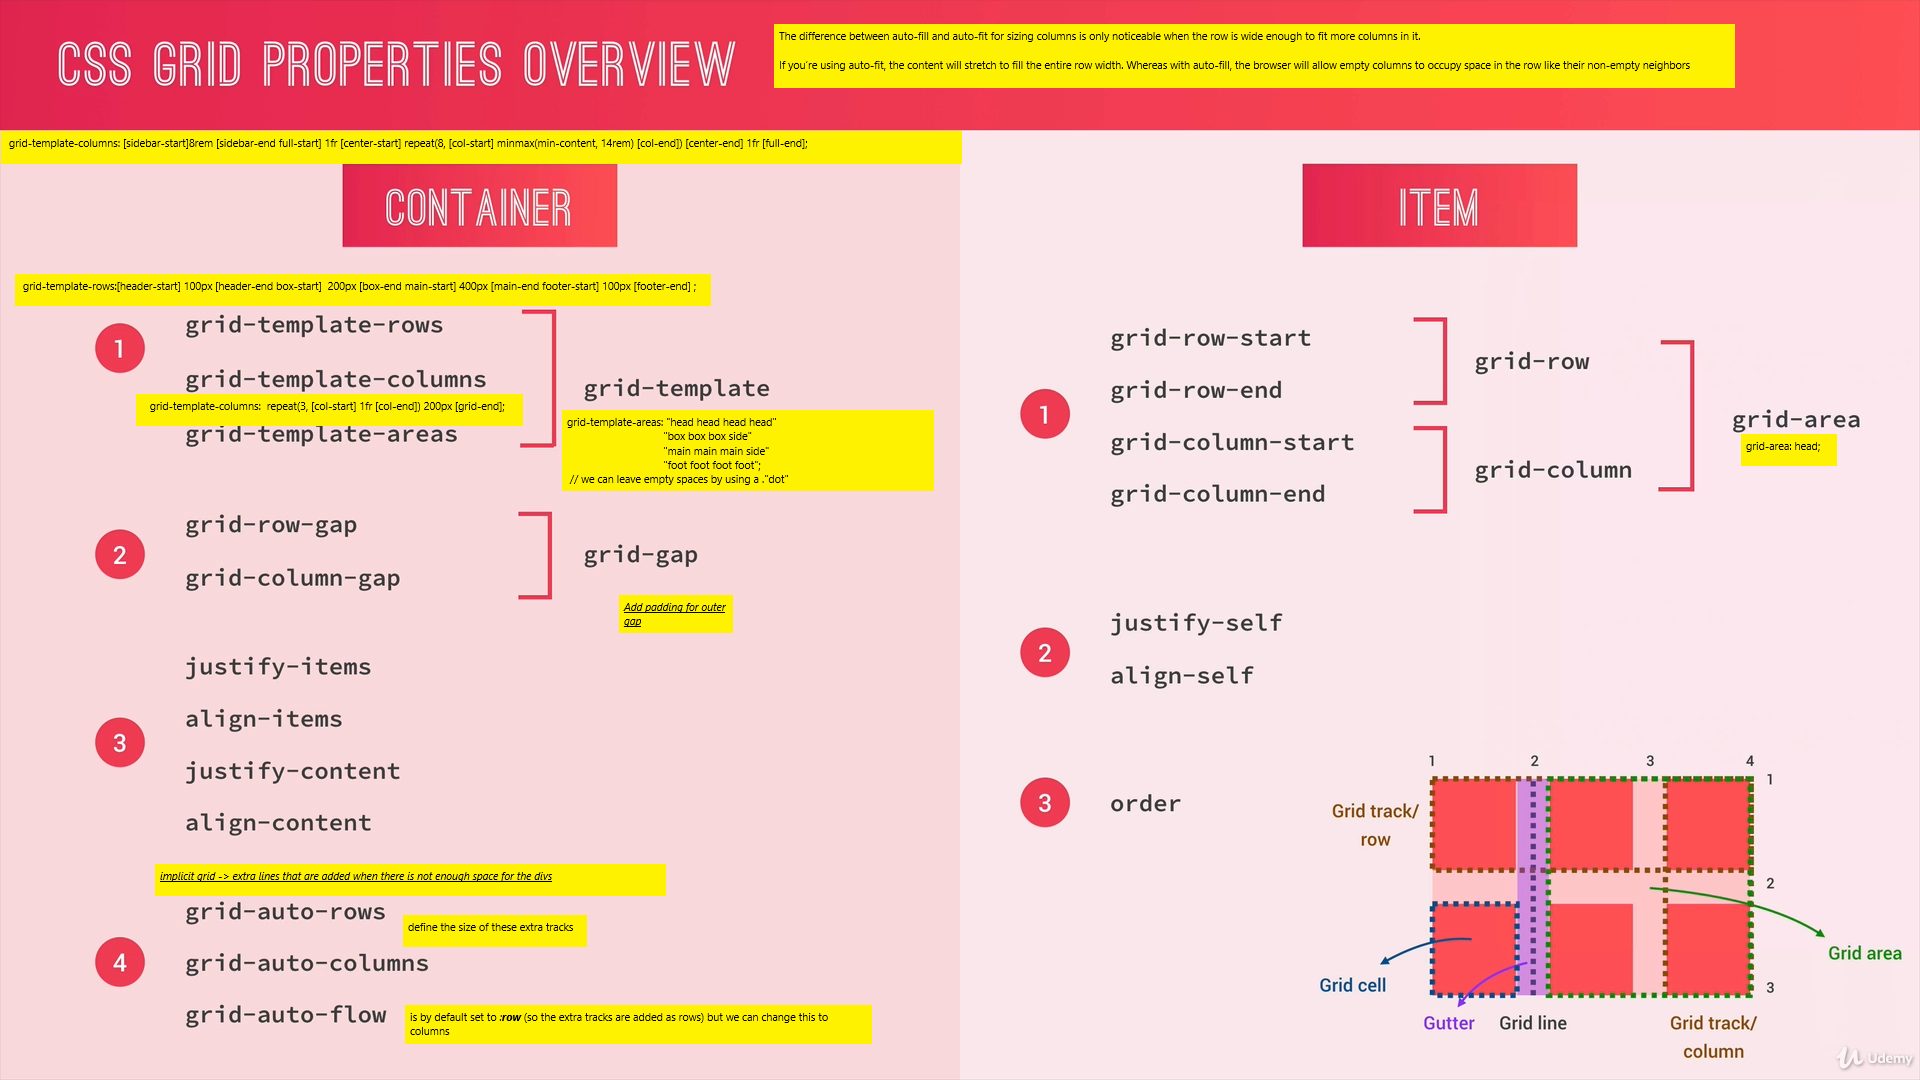 CSS GRID PROPERTIES OVERVIEW
The difference between auto-fill and auto-fit for sizing columns is only noticeable when the row is wide enough to fit more columns in it.
If you're using auto-fit, the content will stretch to fill the entire row width. Whereas with auto-fill, the browser will allow empty columns to occupy space in the row like their non-empty neighbors
grid-template-columns: [sidebar-start]8rem [sidebar-end full-start] 1fr [center-start] repeat(8, [col-start] minmax(min-content, 14rem) [col-end]) [center-end] 1fr [full-end];
CONTAINER
grid-template-rows:[header-start] 100px [header-end box-start]  200px [box-end main-start] 400px [main-end footer-start] 100px [footer-end] ;
1
grid-template-rows
grid-template-columns
grid-template-columns:  repeat(3, [col-start] 1fr [col-end]) 200px [grid-end];
grid-template-areas
grid-template
grid-template-areas: "head head head head"
"box box box side"
"main main main side"
"foot foot foot foot";
// we can leave empty spaces by using a ."dot"
2
grid-row-gap
grid-column-gap
grid-gap
Add padding for outer
gap
3
justify-items
align-items
justify-content
align-content
implicit grid -> extra lines that are added when there is not enough space for the divs
4
grid-auto-rows
define the size of these extra tracks
grid-auto-columns
grid-auto-flow
is by default set to :row (so the extra tracks are added as rows) but we can change this to
columns
ITEM
1
grid-row-start
grid-row-end
grid-column-start
grid-column-end
grid-row
grid-column
grid-area
grid-area: head;
2
justify-self
align-self
3
order
1 2 3 4
1
Grid track/
row
2
Grid area
Grid cell
3
Gutter
Grid line
Grid track/
column
Udemy